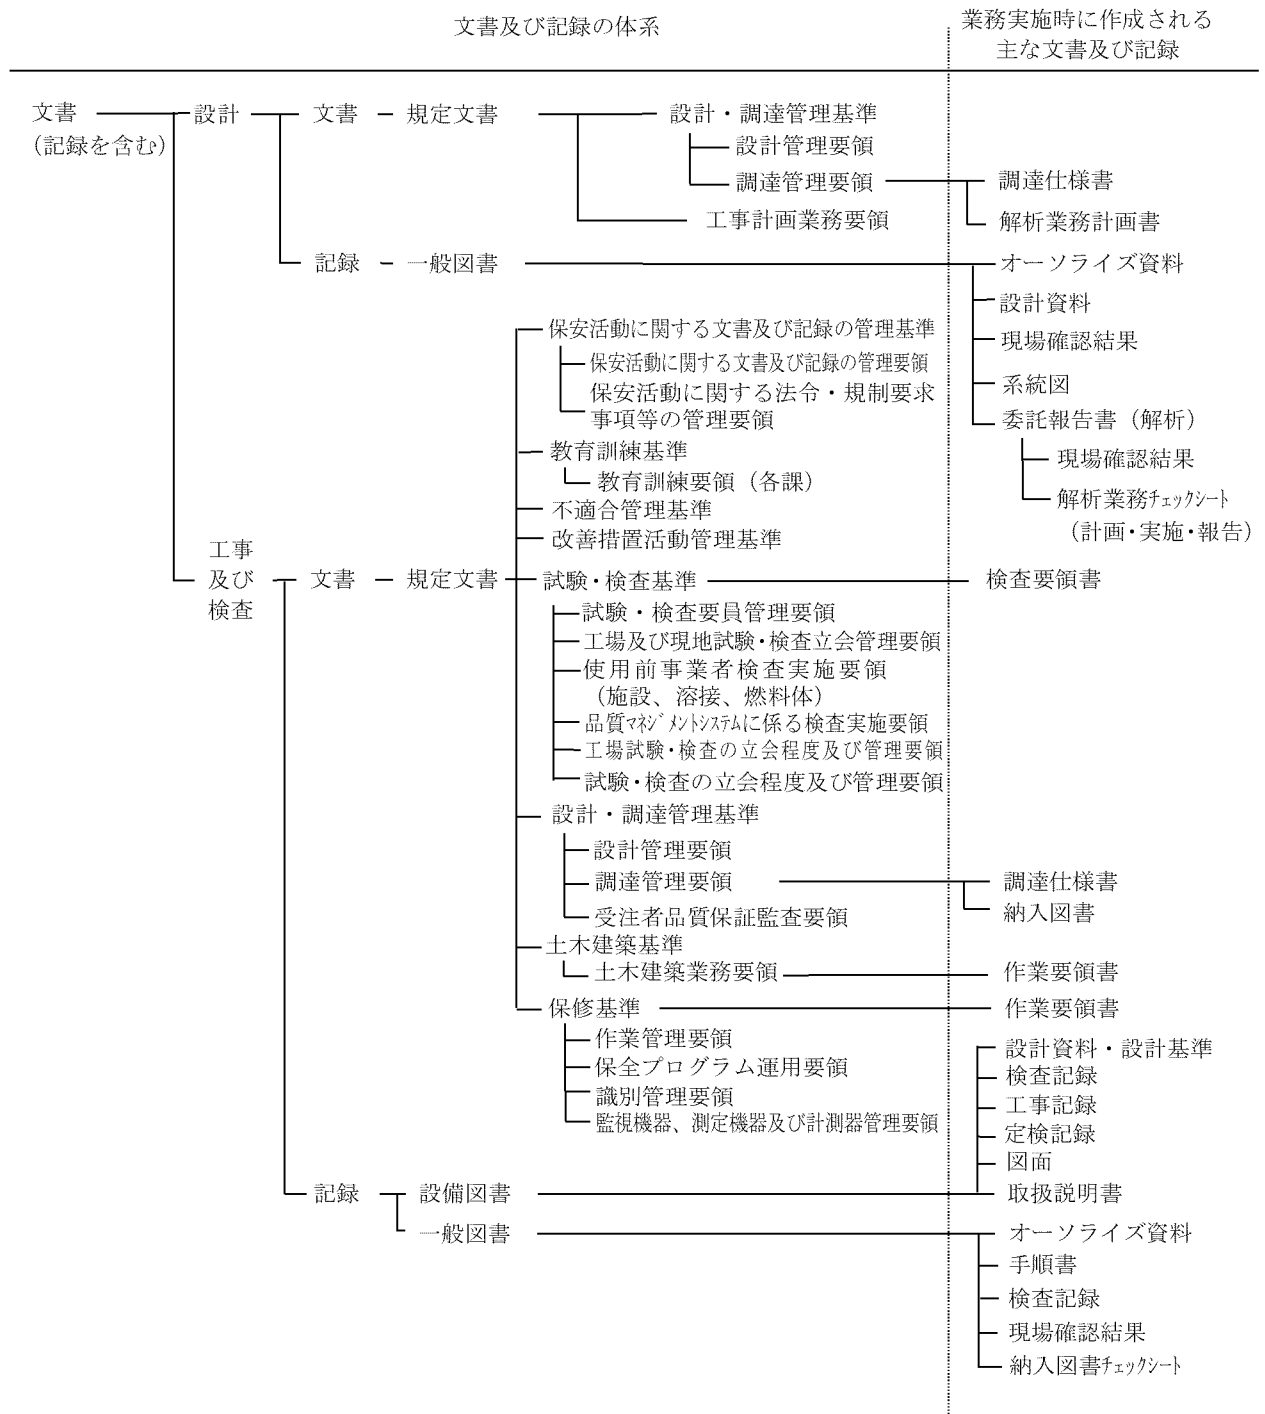 文書及び記録の体系
業務実施時に作成される
主な文書及び記録
文書
(記録を含む)
設計
文書
規定文書
設計・調達管理基準
設計管理要領
調達管理要領
調達仕様書
解析業務計画書
工事計画業務要領
記録
一般図書
オーソライズ資料
設計資料
現場確認結果
系統図
委託報告書（解析）
現場確認結果
解析業務ﾁｪｯｸｼｰﾄ
（計画･実施･報告）
工事
及び
検査
文書
規定文書
保安活動に関する文書及び記録の管理基準
保安活動に関する文書及び記録の管理要領
保安活動に関する法令・規制要求
事項等の管理要領
教育訓練基準
教育訓練要領（各課）
不適合管理基準
改善措置活動管理基準
試験･検査基準
検査要領書
試験・検査要員管理要領
工場及び現地試験･検査立会管理要領
使用前事業者検査実施要領
（施設、溶接、燃料体）
品質ﾏﾈｼﾞﾒﾝﾄｼｽﾃﾑに係る検査実施要領
工場試験･検査の立会程度及び管理要領
試験･検査の立会程度及び管理要領
設計・調達管理基準
設計管理要領
調達管理要領
調達仕様書
納入図書
受注者品質保証監査要領
土木建築基準
土木建築業務要領
作業要領書
保修基準
作業要領書
作業管理要領
保全プログラム運用要領
識別管理要領
監視機器、測定機器及び計測器管理要領
記録
設備図書
設計資料・設計基準
検査記録
工事記録
定検記録
図面
取扱説明書
一般図書
オーソライズ資料
手順書
検査記録
現場確認結果
納入図書ﾁｪｯｸｼｰﾄ